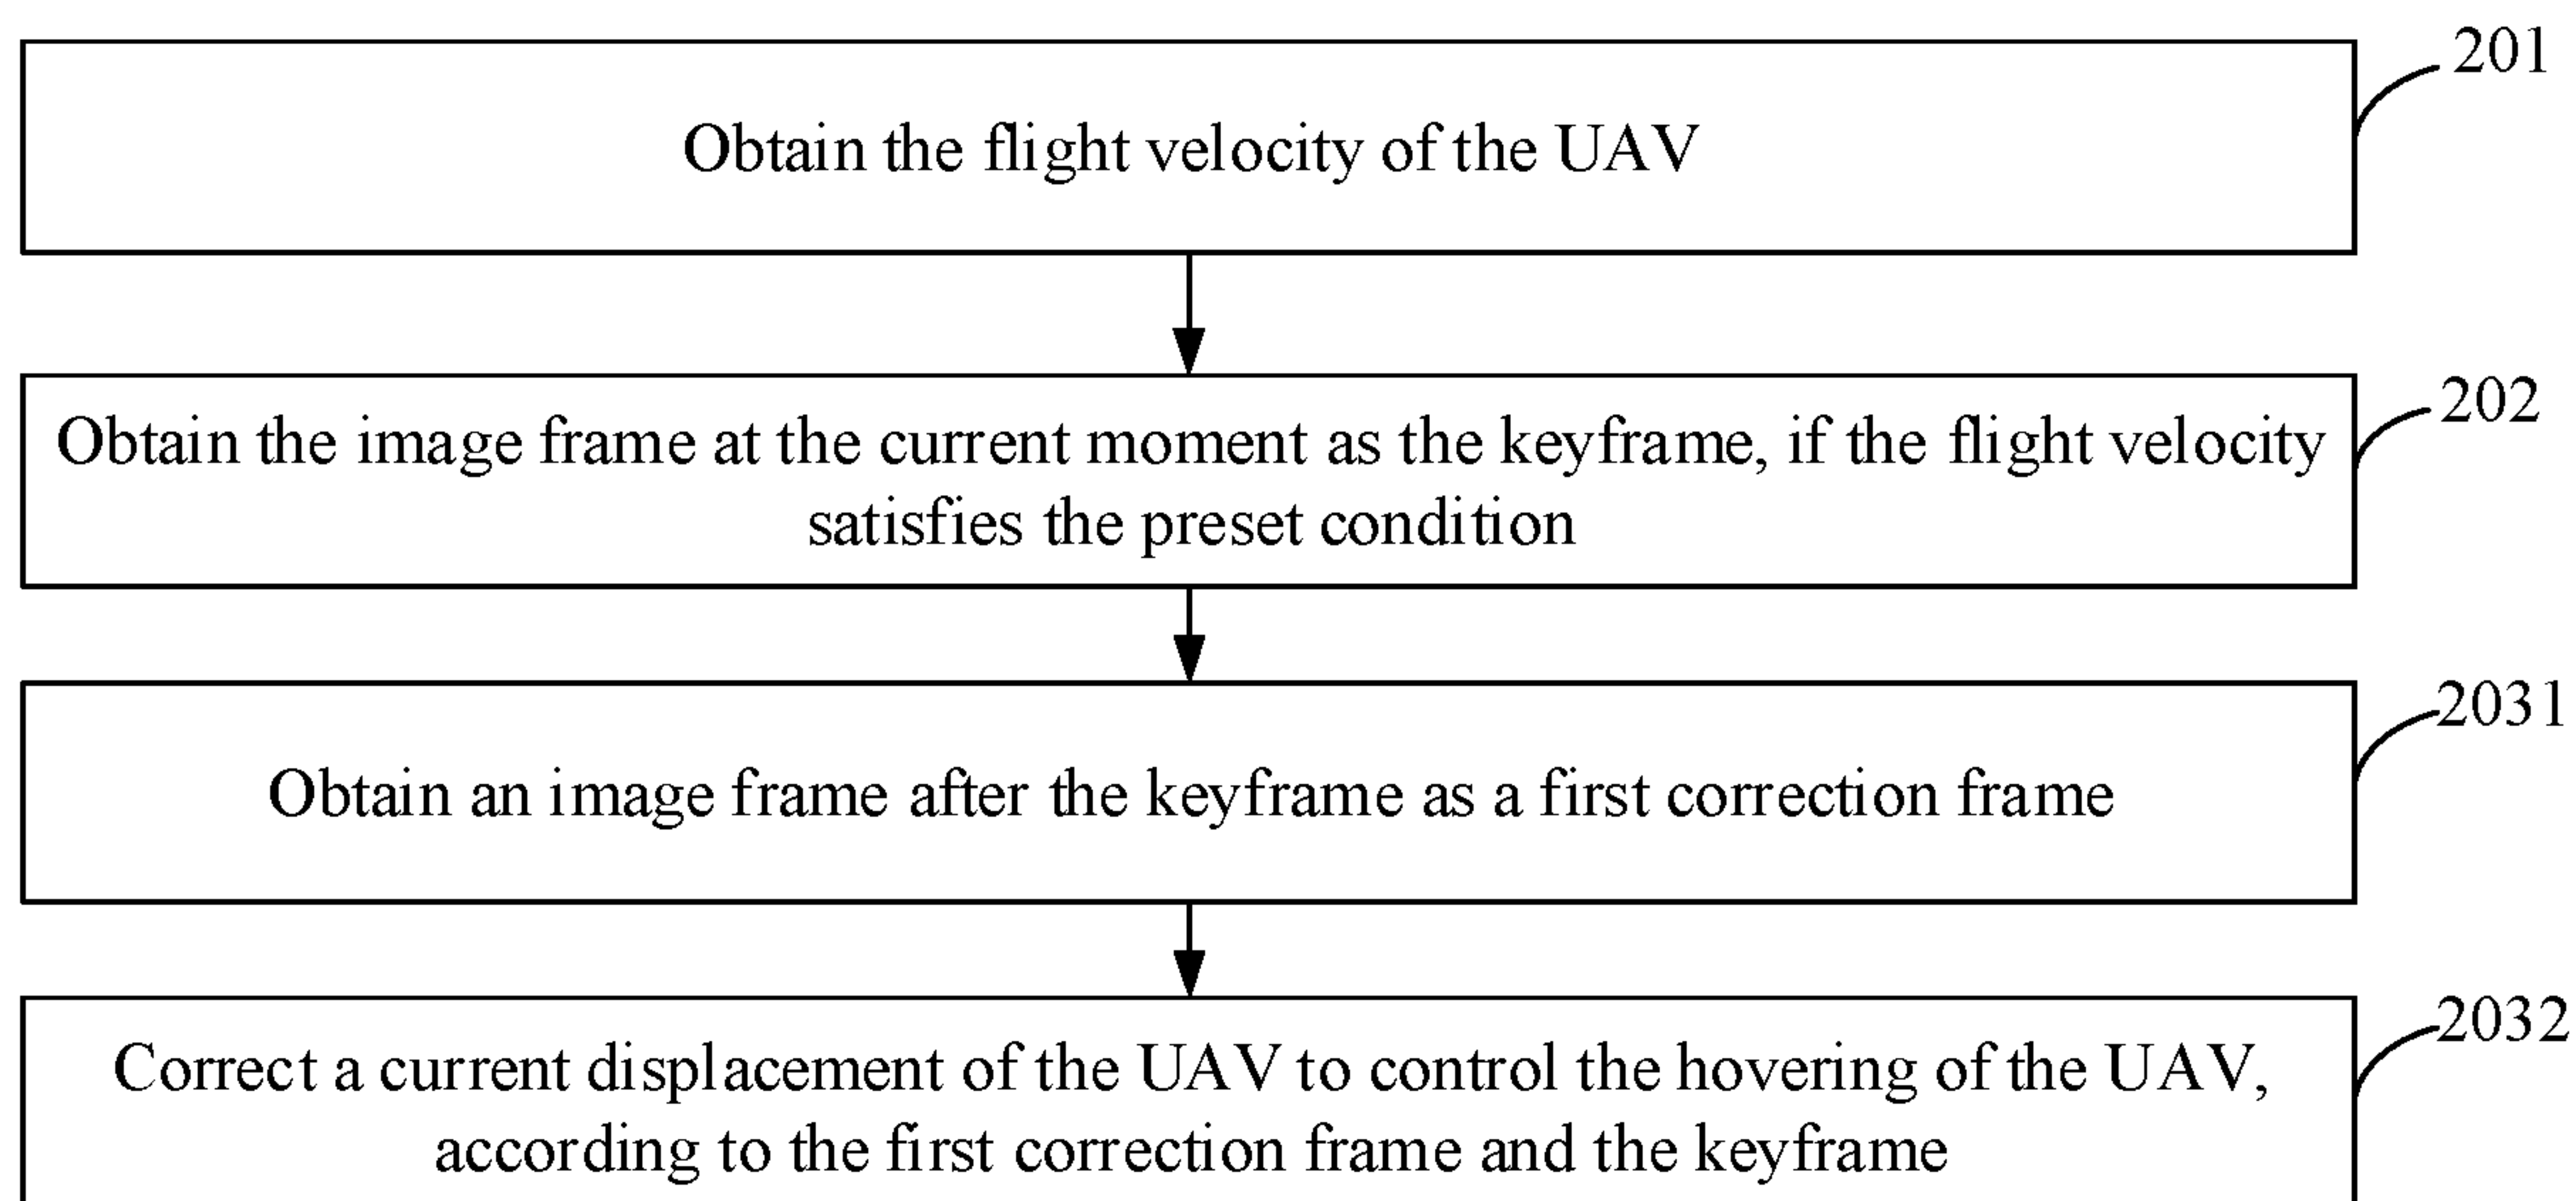 201
Obtain the flight velocity of the UAV
202
Obtain the image frame at the current moment as the keyframe, if the flight velocity
satisfies the preset condition
2031
Obtain an image frame after the keyframe as a first correction frame
2032
Correct a current displacement of the UAV to control the hovering of the UAV,
according to the first correction frame and the keyframe